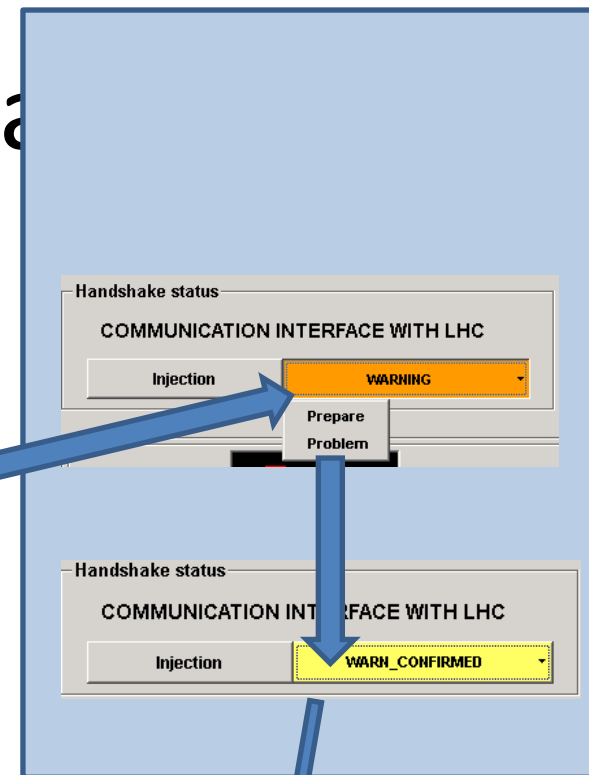 Handshake status
COMMUNICATION INTERFACE WITH LHC
Injection WARNING
Prepare
Problem
Handshake status
COMMUNICATION INTERFACE WITH LHC
Injection WARN_CONFIRMED